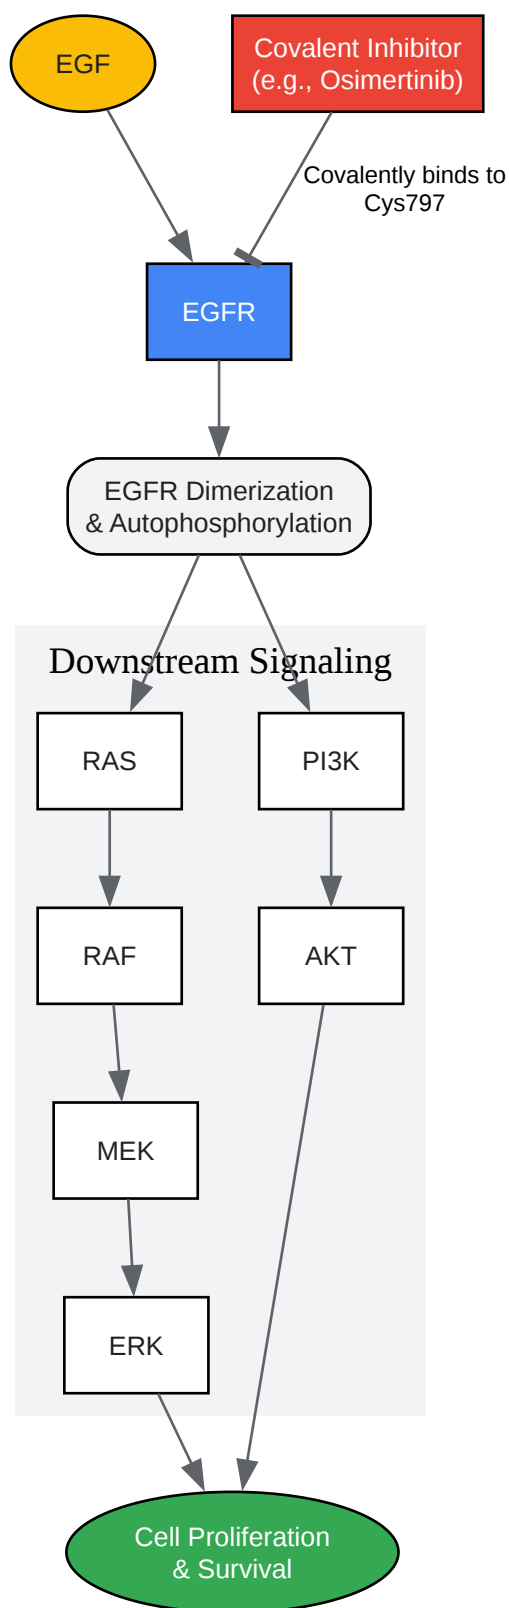 EGF
Covalent Inhibitor
(e.g., Osimertinib)
Covalently binds to
Cys797
EGFR
EGFR Dimerization
& Autophosphorylation
Downstream Signaling
RAS
PI3K
RAF
AKT
MEK
ERK
Cell Proliferation
& Survival